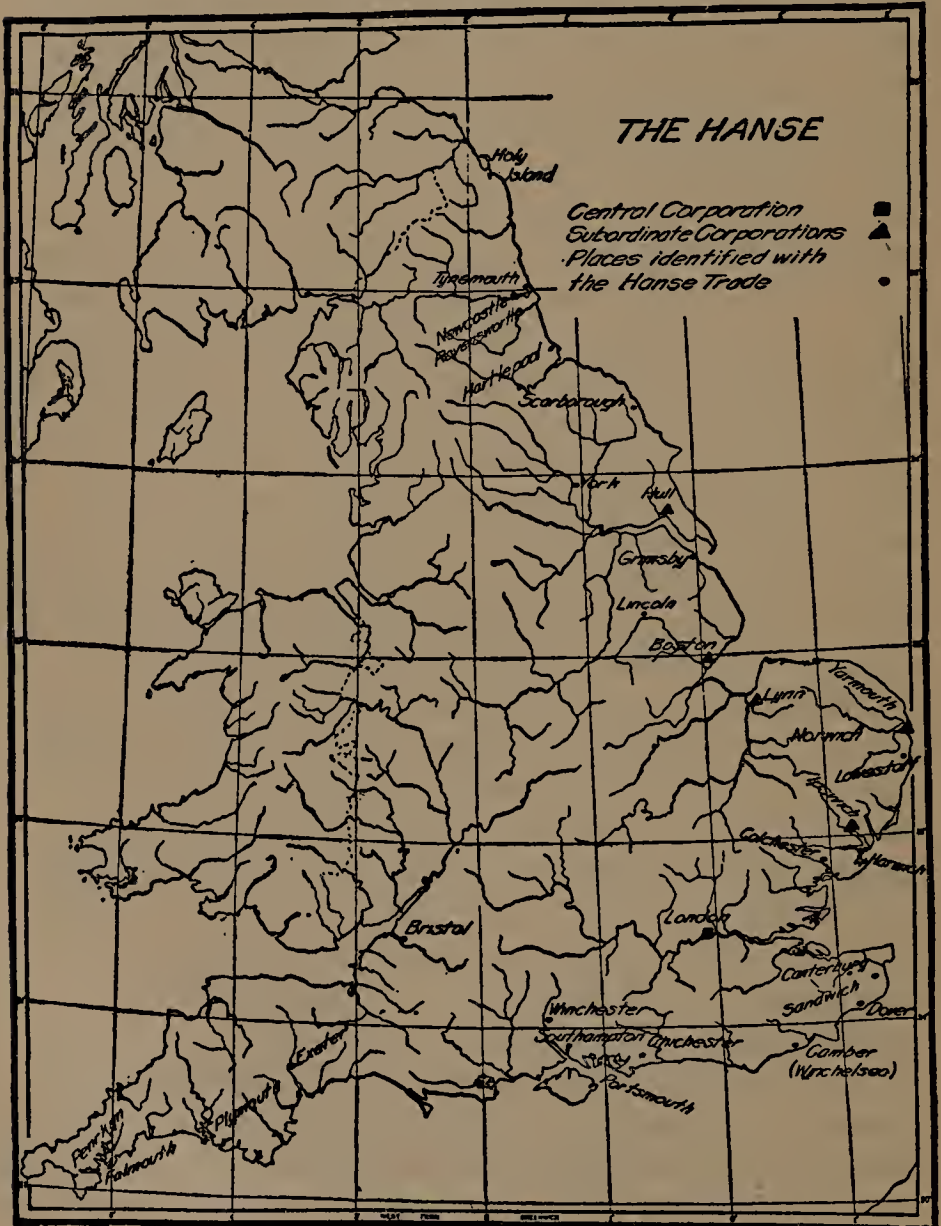 THE HANSE
Central Corporation
Subordinate Corporations
Places identified with
the Hanse Trade
Holy
Island
Tynemouth
Newcastle
Ravensworth
Hartlepool
Scarborough
York
Hull
Grimsby
Lincoln
Boston
Lynn
Yarmouth
Norwich
Lowestoft
Ipswich
Colchester
Harwich
London
Bristol
Canterbury
Sandwich
Dover
Winchester
Southampton
Chichester
Camber
(Wynchelsea)
Portsmouth
Exeter
Plymouth
Penryn
Falmouth